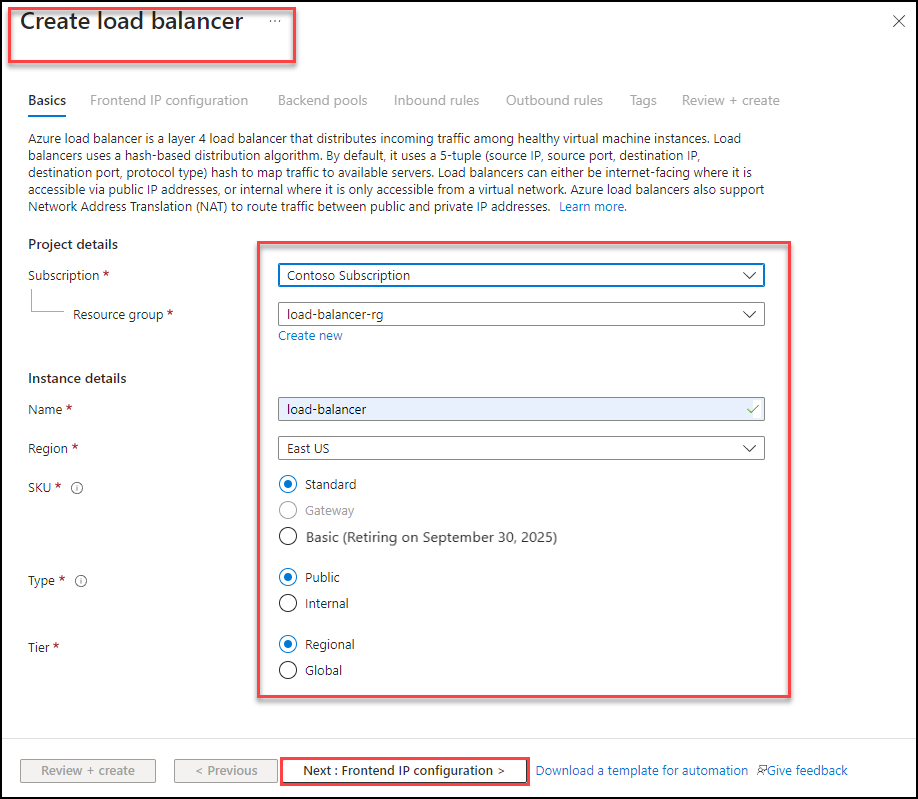 Create load balancer ...
Basics Frontend IP configuration Backend pools Inbound rules Outbound rules Tags Review + create
Azure load balancer is a layer 4 load balancer that distributes incoming traffic among healthy virtual machine instances. Load
balancers uses a hash-based distribution algorithm. By default, it uses a 5-tuple (source IP, source port, destination IP,
destination port, protocol type) hash to map traffic to available servers. Load balancers can either be internet-facing where it is
accessible via public IP addresses, or internal where it is only accessible from a virtual network. Azure load balancers also support
Network Address Translation (NAT) to route traffic between public and private IP addresses. Learn more.
Project details
Subscription * Contoso Subscription
Resource group * load-balancer-rg
Create new
Instance details
Name * load-balancer
Region * East US
SKU * Standard
Gateway
Basic (Retiring on September 30, 2025)
Type * Public
Internal
Tier * Regional
Global
Review + create < Previous Next : Frontend IP configuration > Download a template for automation Give feedback